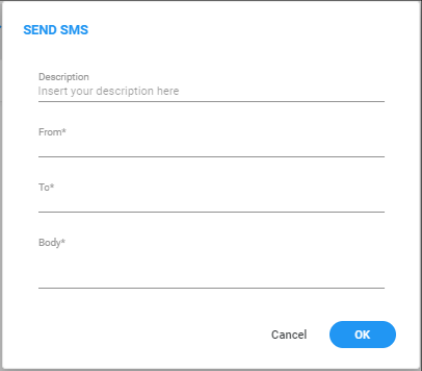 SEND SMS
Description
Insert your description here
From*
To*
Body*
Cancel OK